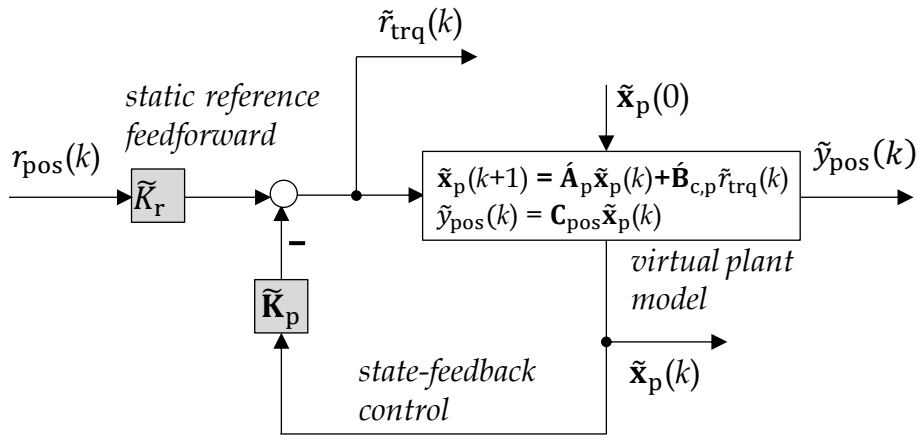 r̃trq(k)
static reference
feedforward
x̃p(0)
rpos(k)
K̃r
x̃p(k+1) = Áp x̃p(k)+B́c,p r̃trq(k)
ỹpos(k) = Cpos x̃p(k)
ỹpos(k)
−
virtual plant
model
K̃p
state-feedback
control
x̃p(k)